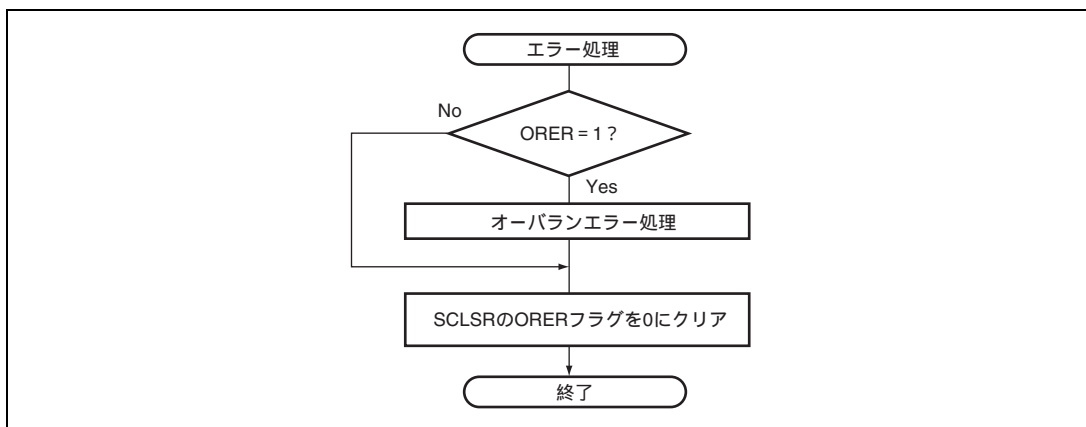 エラー処理
No
ORER = 1 ?
Yes
オーバランエラー処理
SCLSRのORERフラグを0にクリア
終了